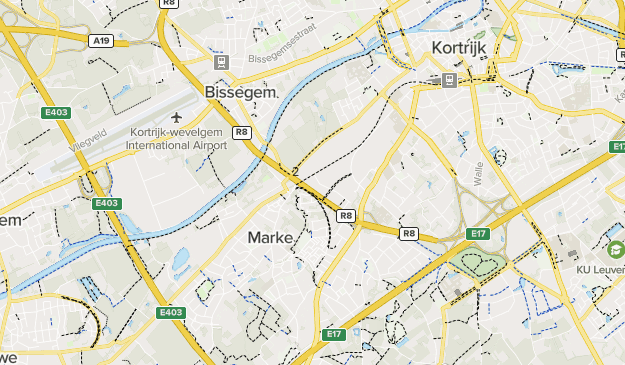 R8
A19
Bissegemsestraat
Kortrijk
Bissegem.
E403
Vliegveld
Kortrijk-wevelgem
International Airport
R8
E17
2
Walle
E403
R8
Marke
R8
E17
KU Leuven
E403
E17